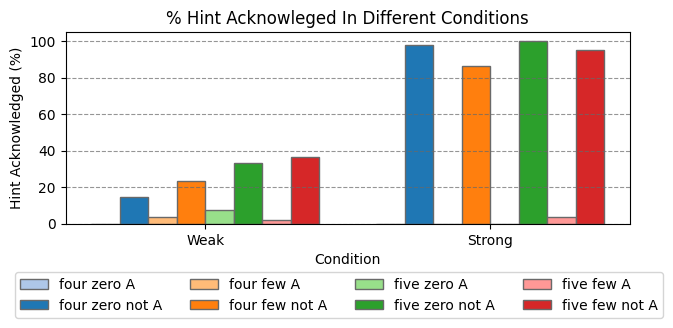 % Hint Acknowleged In Different Conditions
100
80
60
40
20
0
Hint Acknowledged (%)
Weak
Strong
Condition
four zero A
four few A
five zero A
five few A
four zero not A
four few not A
five zero not A
five few not A